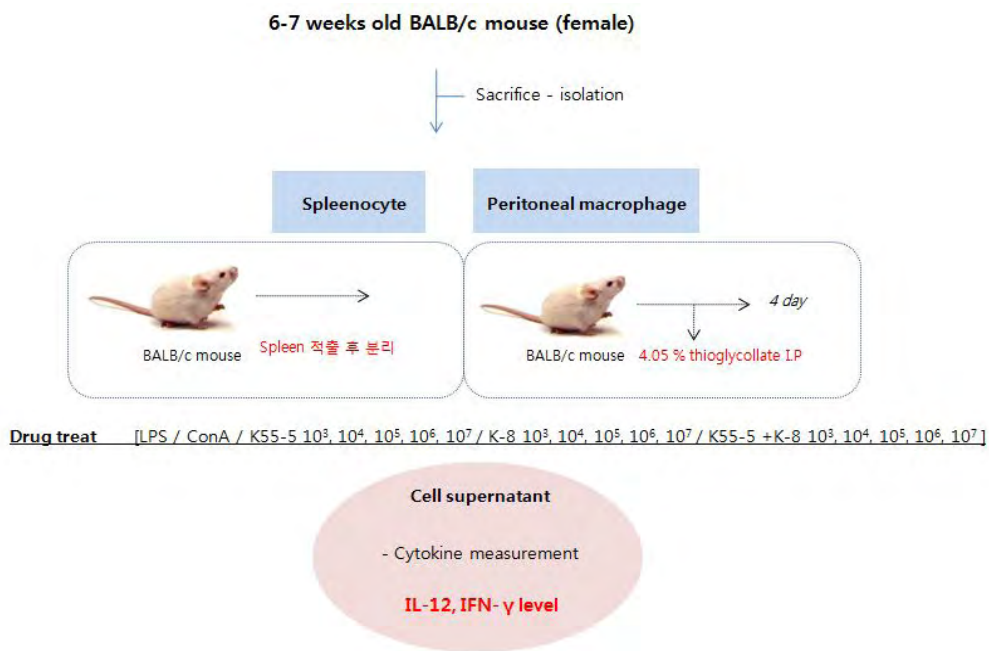 6-7 weeks old BALB/c mouse (female)
Sacrifice - isolation
Spleenocyte
Peritoneal macrophage
BALB/c mouse
Spleen 적출 후 분리
BALB/c mouse
4.05 % thioglycollate I.P
4 day
Drug treat [LPS / ConA / K55-5 10³, 10⁴, 10⁵, 10⁶, 10⁷ / K-8 10³, 10⁴, 10⁵, 10⁶, 10⁷ / K55-5 +K-8 10³, 10⁴, 10⁵, 10⁶, 10⁷ ]
Cell supernatant
- Cytokine measurement
IL-12, IFN- γ level